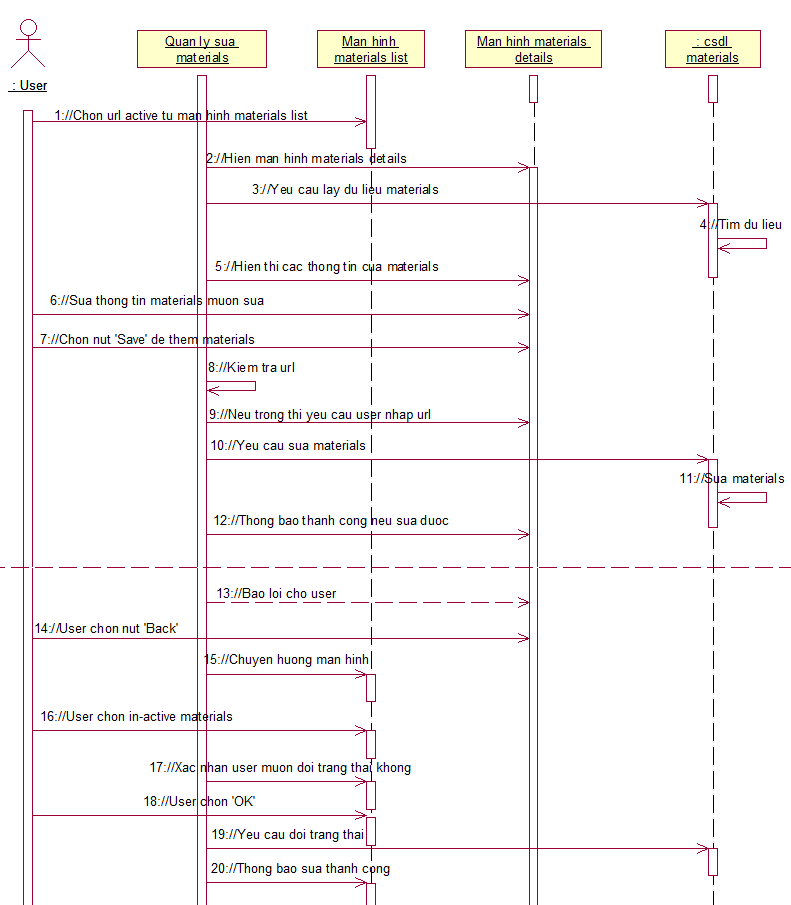 : User
Quan ly sua
materials
Man hinh
materials list
Man hinh materials
details
: csdl
materials
1://Chon url active tu man hinh materials list
2://Hien man hinh materials details
3://Yeu cau lay du lieu materials
4://Tim du lieu
5://Hien thi cac thong tin cua materials
6://Sua thong tin materials muon sua
7://Chon nut 'Save' de them materials
8://Kiem tra url
9://Neu trong thi yeu cau user nhap url
10://Yeu cau sua materials
11://Sua materials
12://Thong bao thanh cong neu sua duoc
13://Bao loi cho user
14://User chon nut 'Back'
15://Chuyen huong man hinh
16://User chon in-active materials
17://Xac nhan user muon doi trang thai khong
18://User chon 'OK'
19://Yeu cau doi trang thai
20://Thong bao sua thanh cong